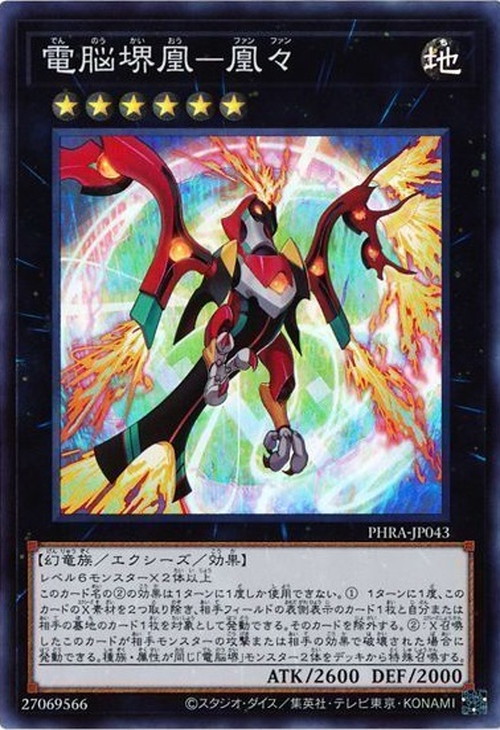 電脳堺凰－凰々
地
PHRA-JP043
【幻竜族／エクシーズ／効果】
レベル6モンスター×2体以上
このカード名の②の効果は1ターンに1度しか使用できない。①：1ターンに1度、こ
のカードのX素材を2つ取り除き、相手フィールドの表側表示のカード1枚と自分または
相手の墓地のカード1枚を対象として発動できる。そのカードを除外する。②：X召喚
したこのカードが相手モンスターの攻撃または相手の効果で破壊された場合に
発動できる。種族・属性が同じ「電脳堺」モンスター2体をデッキから特殊召喚する。
ATK/2600 DEF/2000
27069566
©スタジオ・ダイス／集英社・テレビ東京・KONAMI